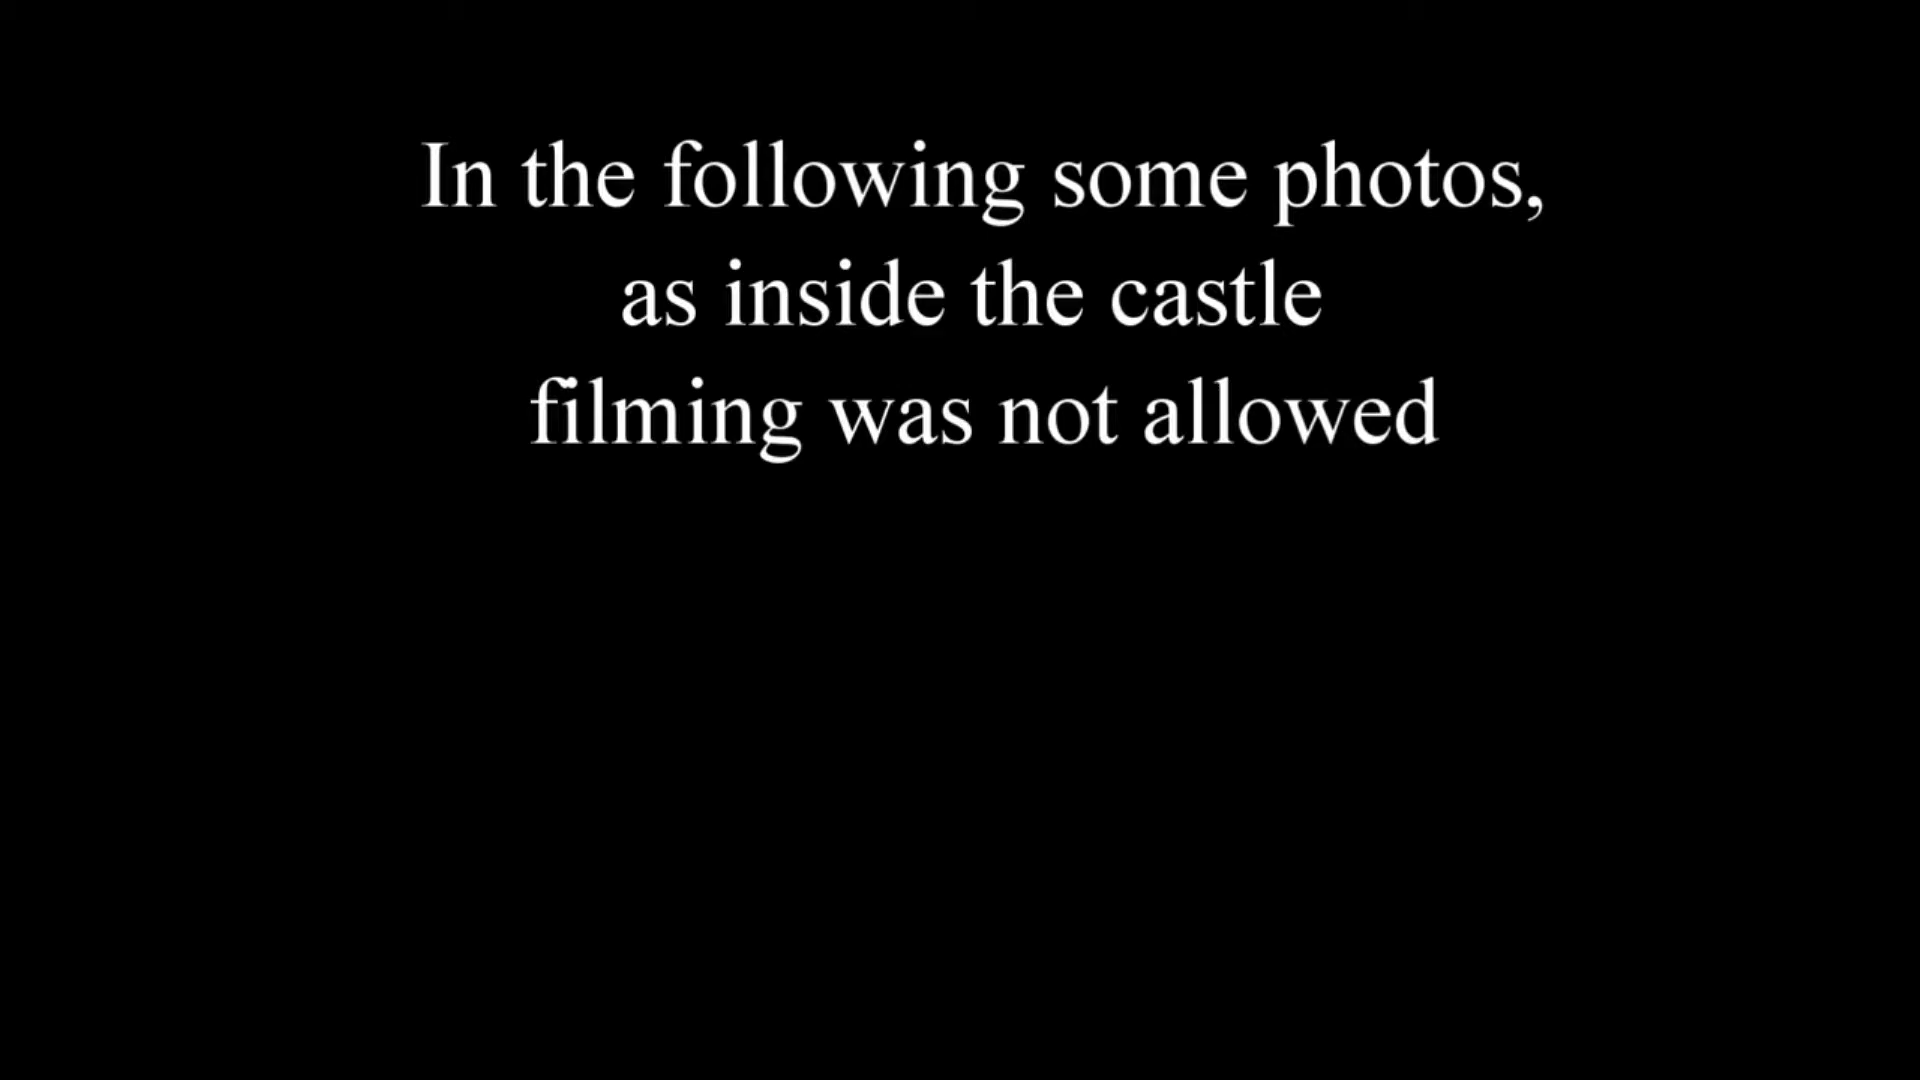 In the following some photos,
as inside the castle
filming was not allowed